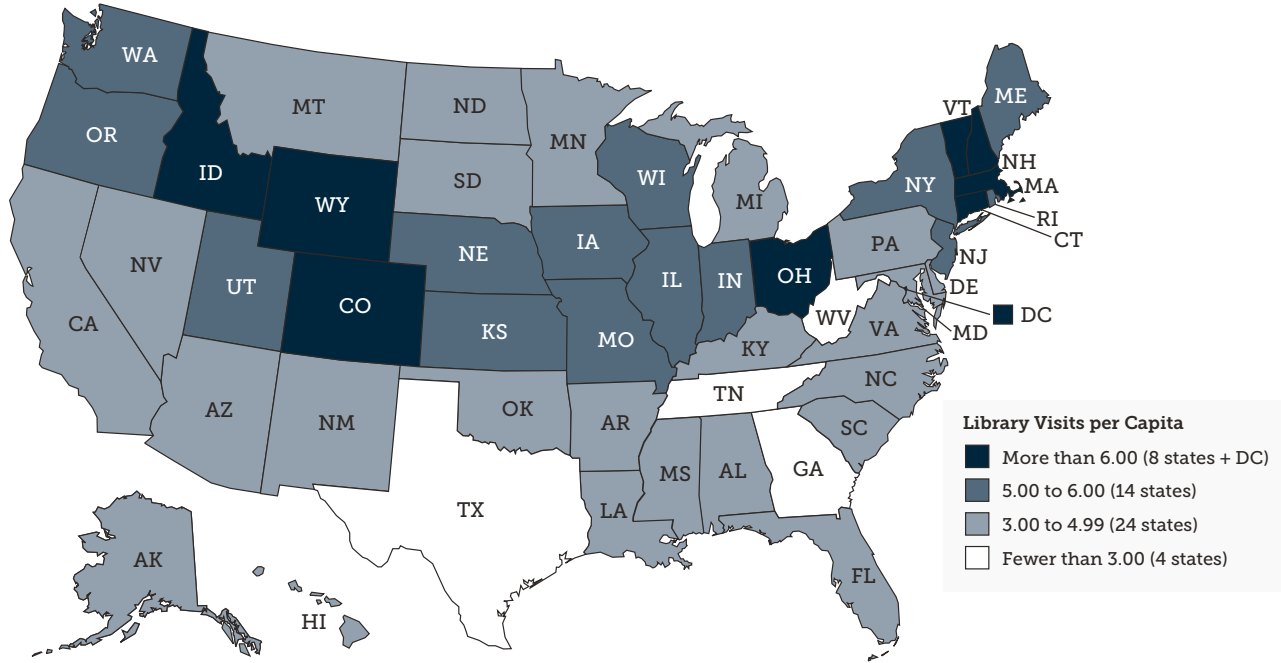 WA
VT
ME
MT
ND
OR
MN
NH
ID
SD
WI
NY
MA
WY
MI
RI
CT
IA
PA
NE
NJ
NV
UT
IL
IN
OH
DE
CO
WV
DC
CA
KS
MO
VA
MD
KY
NC
TN
AZ
OK
NM
AR
SC
MS
AL
GA
TX
LA
AK
FL
HI
Library Visits per Capita
More than 6.00 (8 states + DC)
5.00 to 6.00 (14 states)
3.00 to 4.99 (24 states)
Fewer than 3.00 (4 states)